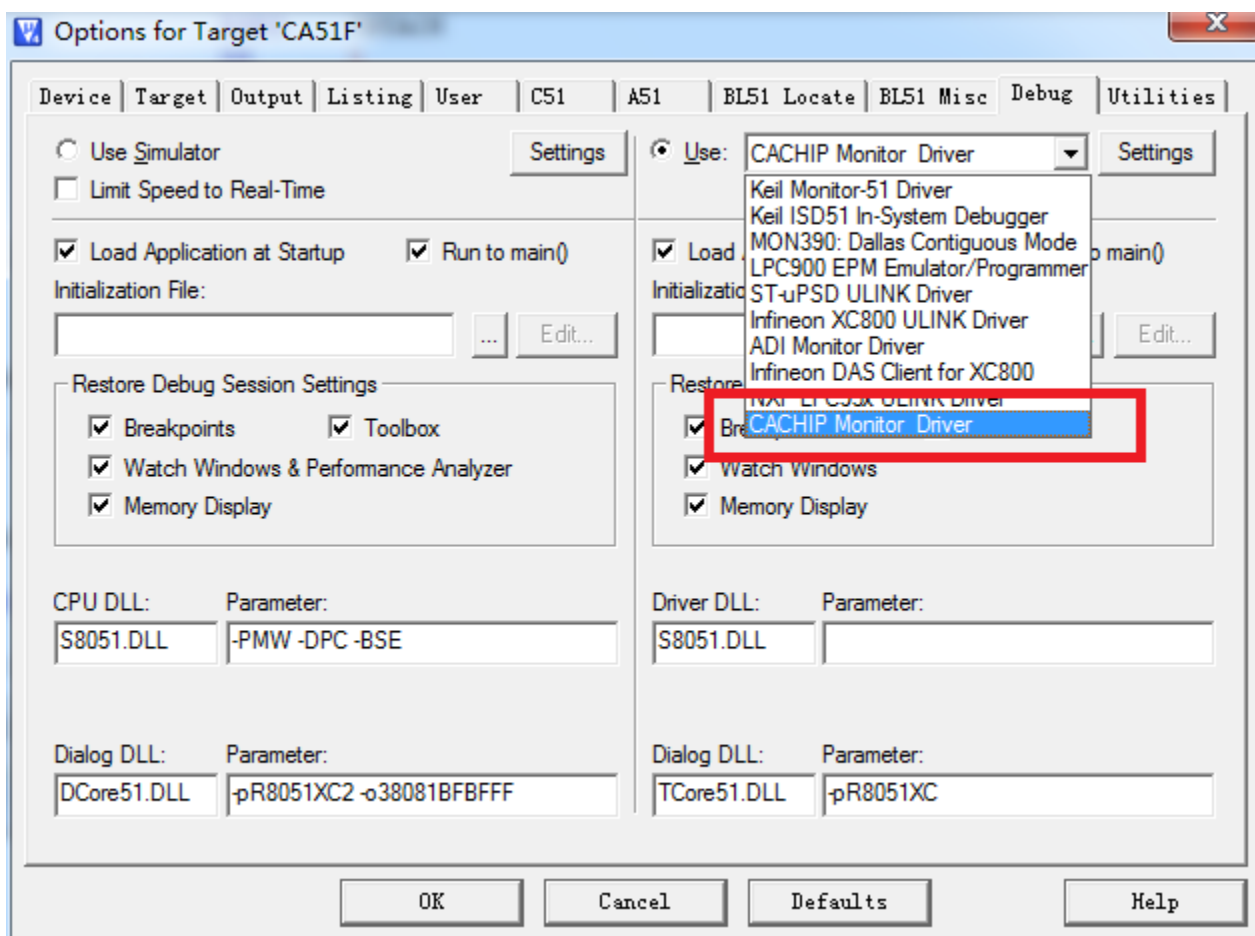 Options for Target 'CA51F'
Device Target Output Listing User C51 A51 BL51 Locate BL51 Misc Debug Utilities
Use Simulator Settings Use: CACHIP Monitor Driver Settings
Limit Speed to Real-Time
Keil Monitor-51 Driver
Keil ISD51 In-System Debugger
MON390: Dallas Contiguous Mode
LPC900 EPM Emulator/Programmer
ST-uPSD ULINK Driver
Infineon XC800 ULINK Driver
ADI Monitor Driver
Infineon DAS Client for XC800
CACHIP Monitor Driver
Load Application at Startup Run to main() Load main()
Initialization File:
... Edit... Edit...
Restore Debug Session Settings Restore
Breakpoints Toolbox
Watch Windows & Performance Analyzer Watch Windows
Memory Display Memory Display
CPU DLL: Parameter: Driver DLL: Parameter:
S8051.DLL -PMW -DPC -BSE S8051.DLL
Dialog DLL: Parameter: Dialog DLL: Parameter:
DCore51.DLL -pR8051XC2 -o38081BFBFFF TCore51.DLL -pR8051XC
OK Cancel Defaults Help